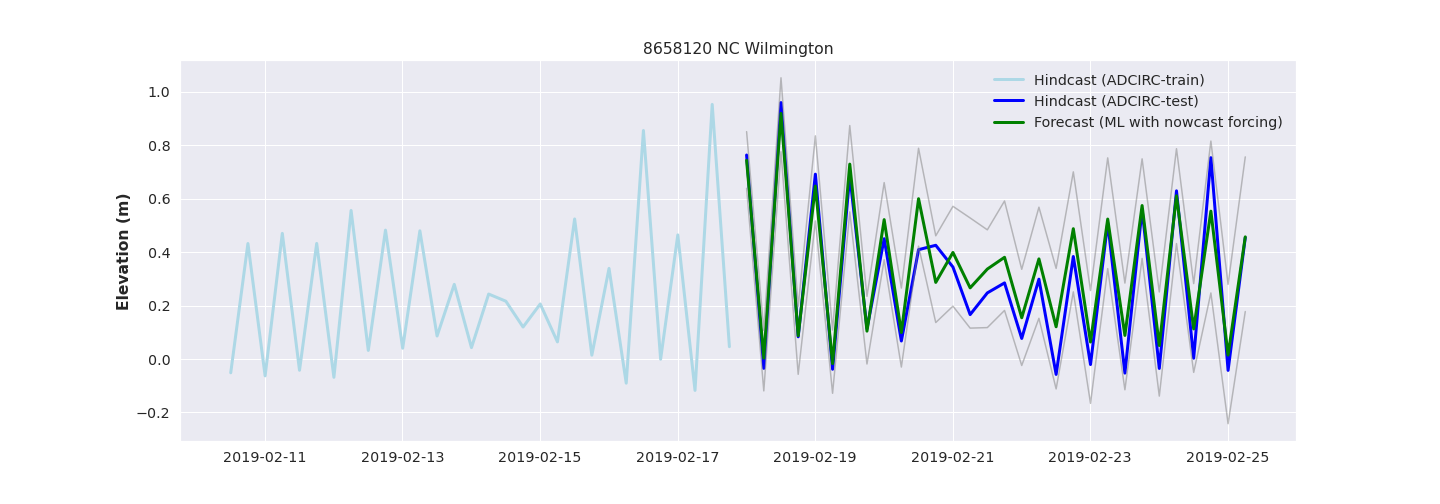 8658120 NC Wilmington
Hindcast (ADCIRC-train)
Hindcast (ADCIRC-test)
Forecast (ML with nowcast forcing)
Elevation (m)
1.0
0.8
0.6
0.4
0.2
0.0
−0.2
2019-02-11 2019-02-13 2019-02-15 2019-02-17 2019-02-19 2019-02-21 2019-02-23 2019-02-25